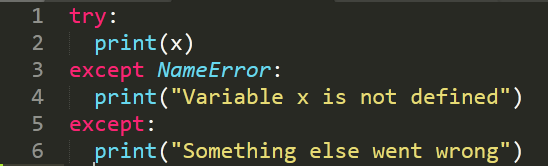 1 try:
2   print(x)
3 except NameError:
4   print("Variable x is not defined")
5 except:
6   print("Something else went wrong")